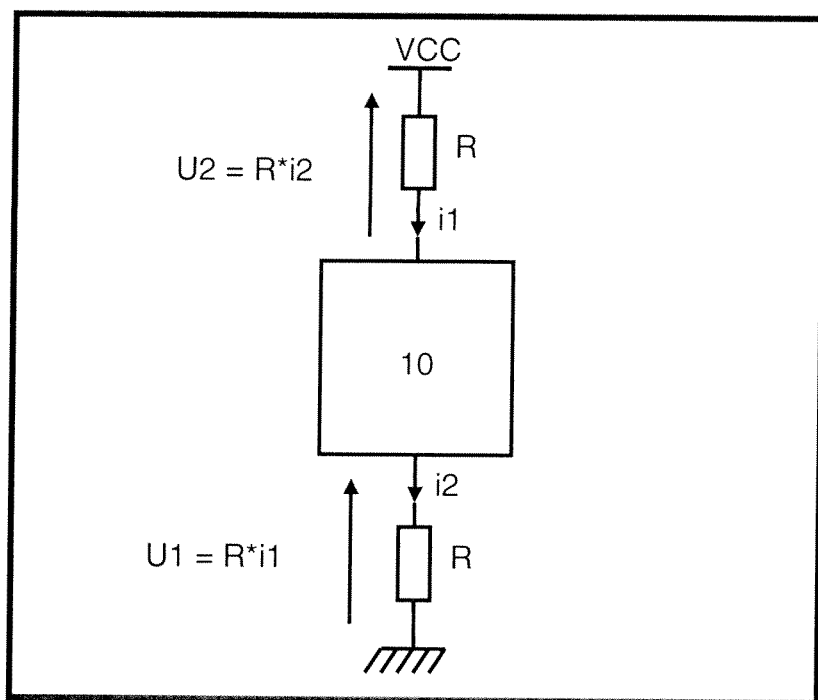 VCC
R
U2 = R*i2
i1
10
i2
U1 = R*i1
R